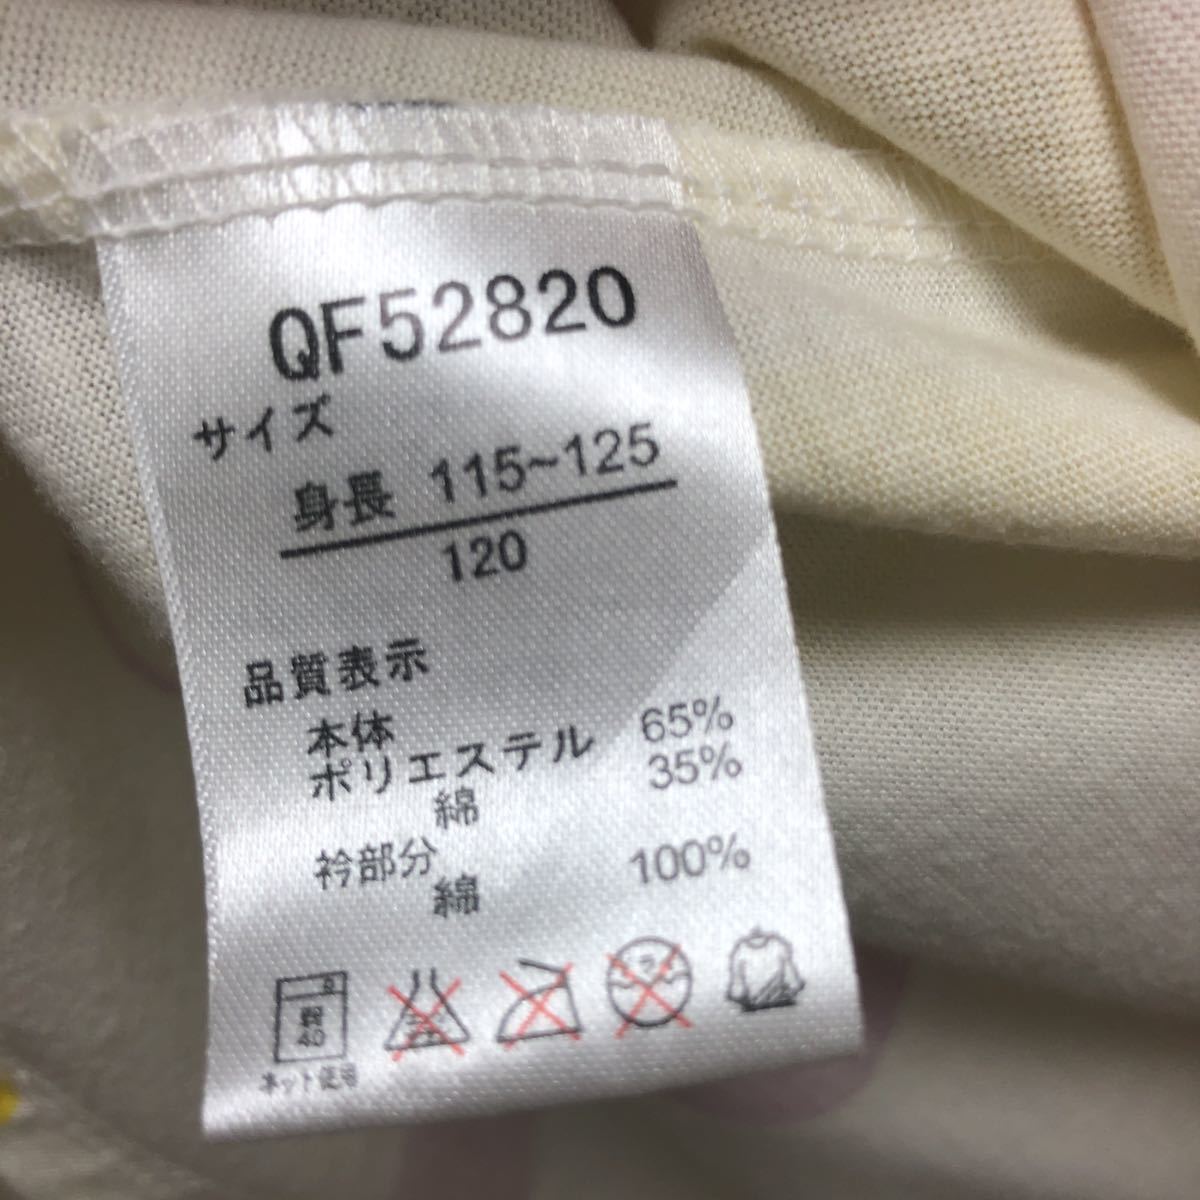 QF52820
サイズ
身長 115~125
120
品質表示
本体
ポリエステル 65%
綿 35%
衿部分
綿 100%
弱
40
ネット使用